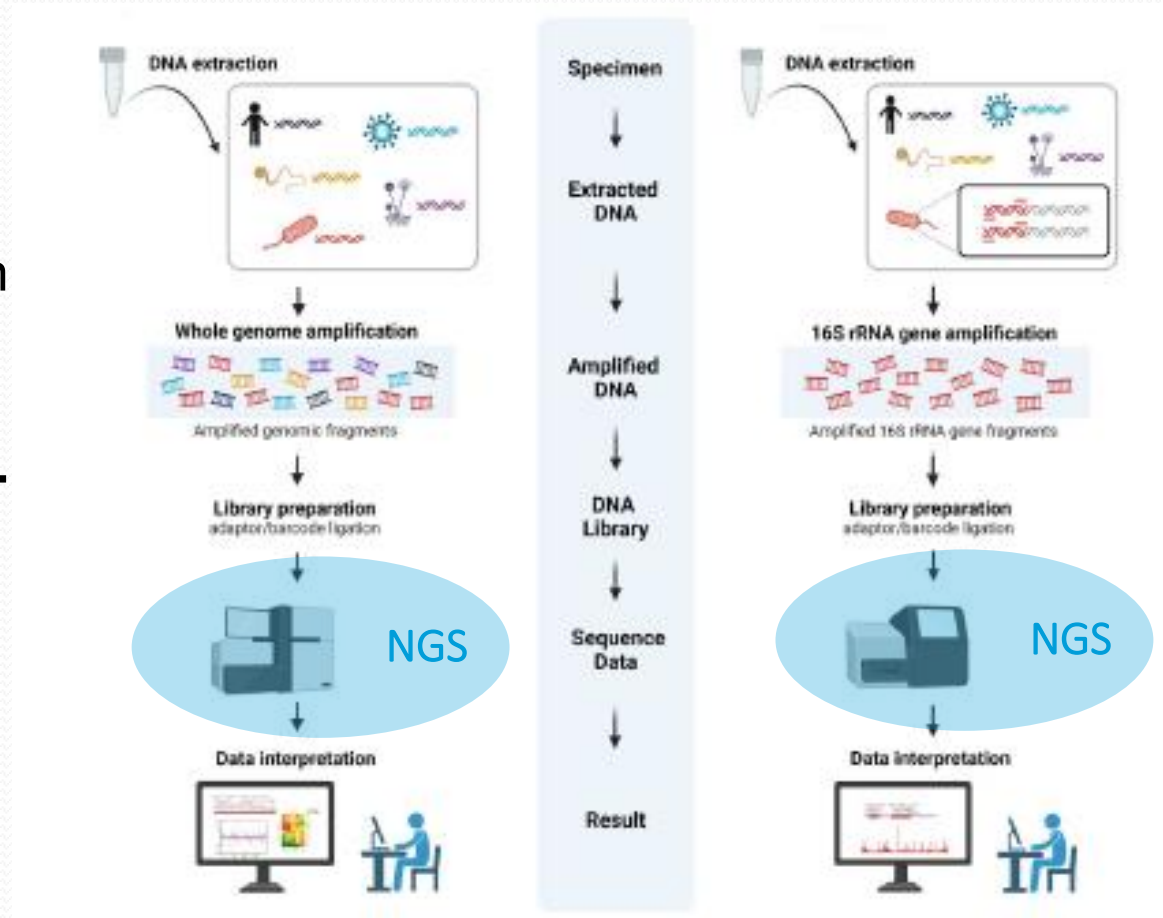 DNA extraction
n
Whole genome amplification
Amplified genomic fragments
Library preparation
adaptor/barcode ligation
NGS
Data interpretation
Specimen
Extracted
DNA
Amplified
DNA
DNA
Library
Sequence
Data
Result
DNA extraction
16S rRNA gene amplification
Amplified 16S rRNA gene fragments
Library preparation
adaptor/barcode ligation
NGS
Data interpretation